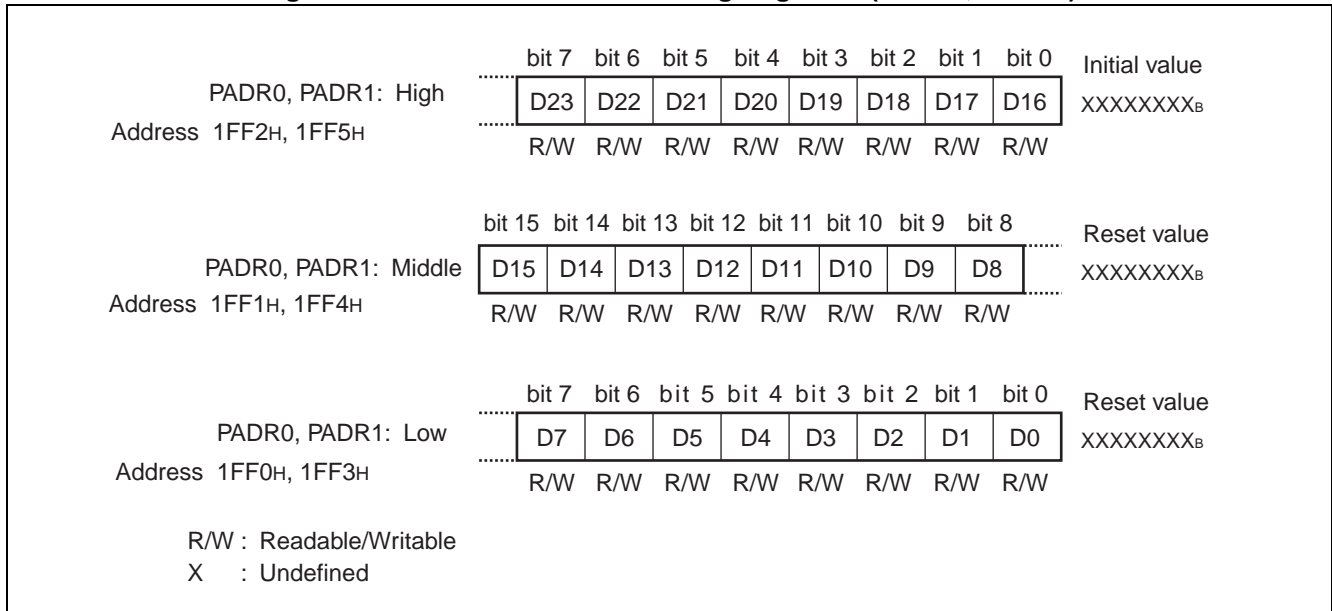 bit 7 bit 6 bit 5 bit 4 bit 3 bit 2 bit 1 bit 0 Initial value
PADR0, PADR1: High D23 D22 D21 D20 D19 D18 D17 D16 XXXXXXXXB
Address 1FF2H, 1FF5H R/W R/W R/W R/W R/W R/W R/W R/W
bit 15 bit 14 bit 13 bit 12 bit 11 bit 10 bit 9 bit 8 Reset value
PADR0, PADR1: Middle D15 D14 D13 D12 D11 D10 D9 D8 XXXXXXXXB
Address 1FF1H, 1FF4H R/W R/W R/W R/W R/W R/W R/W R/W
bit 7 bit 6 bit 5 bit 4 bit 3 bit 2 bit 1 bit 0 Reset value
PADR0, PADR1: Low D7 D6 D5 D4 D3 D2 D1 D0 XXXXXXXXB
Address 1FF0H, 1FF3H R/W R/W R/W R/W R/W R/W R/W R/W
R/W : Readable/Writable
X : Undefined